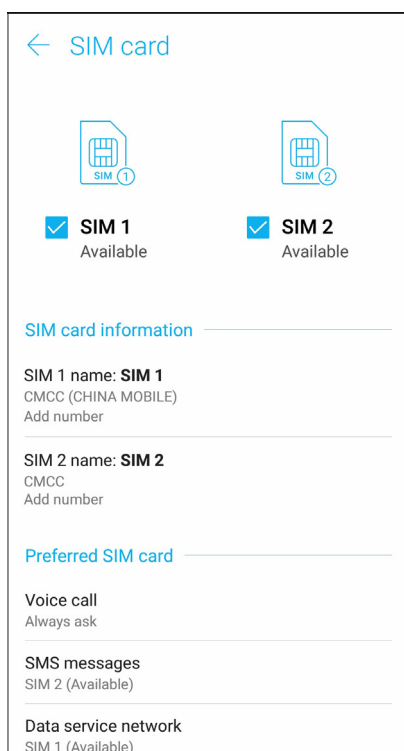 SIM card
SIM 1
SIM 2
SIM 1
SIM 2
Available
Available
SIM card information
SIM 1 name: SIM 1
CMCC (CHINA MOBILE)
Add number
SIM 2 name: SIM 2
CMCC
Add number
Preferred SIM card
Voice call
Always ask
SMS messages
SIM 2 (Available)
Data service network
SIM 1 (Available)